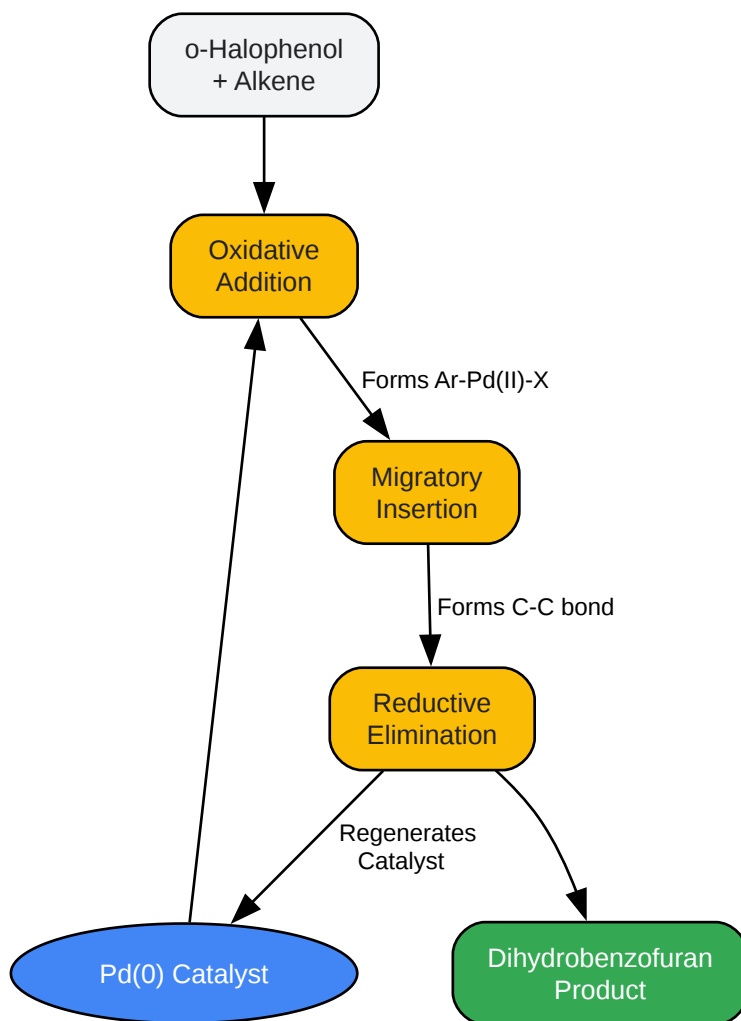 o-Halophenol
+ Alkene
Oxidative
Addition
Forms Ar-Pd(II)-X
Migratory
Insertion
Forms C-C bond
Reductive
Elimination
Regenerates
Catalyst
Pd(0) Catalyst
Dihydrobenzofuran
Product